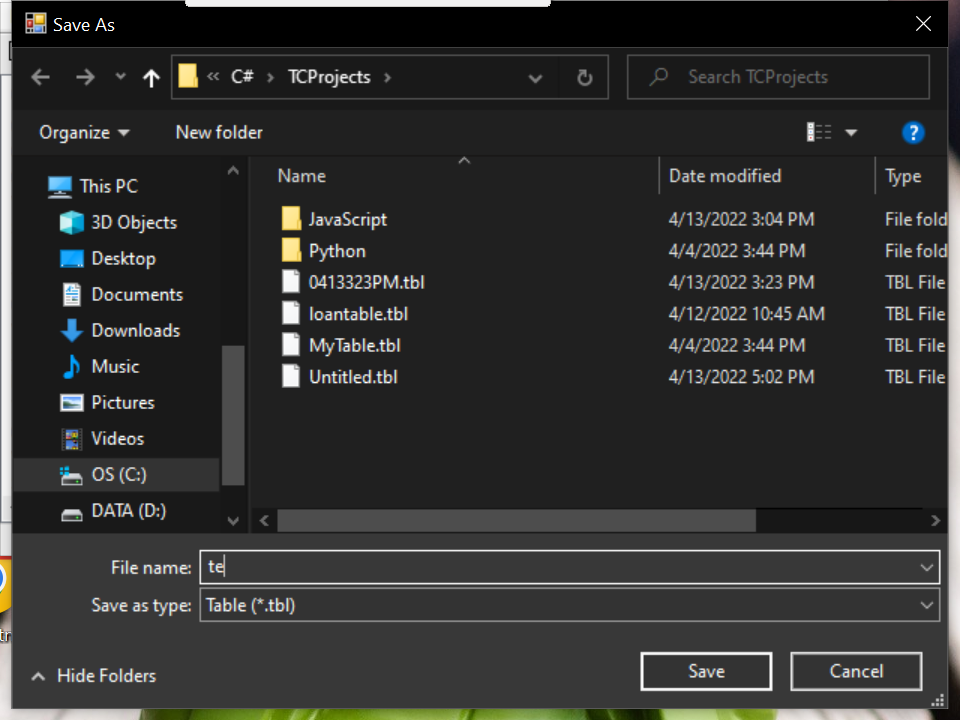 Save As
« C# › TCProjects ›
Search TCProjects
Organize
New folder
?
Name
Date modified
Type
This PC
3D Objects
Desktop
Documents
Downloads
Music
Pictures
Videos
OS (C:)
DATA (D:)
JavaScript 4/13/2022 3:04 PM File fold
Python 4/4/2022 3:44 PM File fold
0413323PM.tbl 4/13/2022 3:23 PM TBL File
loantable.tbl 4/12/2022 10:45 AM TBL File
MyTable.tbl 4/4/2022 3:44 PM TBL File
Untitled.tbl 4/13/2022 5:02 PM TBL File
File name: te
Save as type: Table (*.tbl)
Hide Folders
Save
Cancel